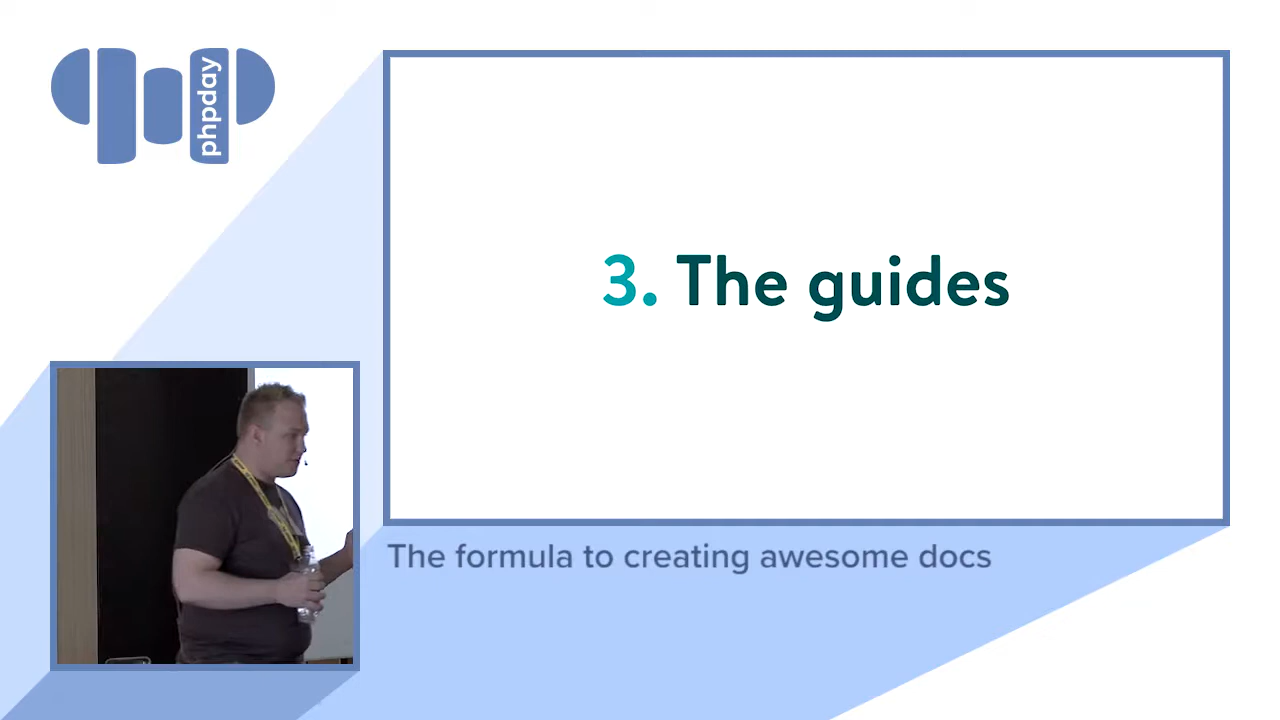 phpday
3. The guides
The formula to creating awesome docs